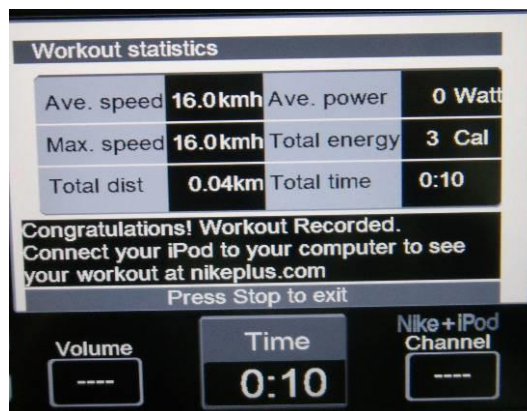 Workout statistics
Ave. speed 16.0kmh Ave. power 0 Watt
Max. speed 16.0kmh Total energy 3 Cal
Total dist 0.04km Total time 0:10
Congratulations! Workout Recorded.
Connect your iPod to your computer to see
your workout at nikeplus.com
Press Stop to exit
Nike+iPod
Volume Time Channel
---- 0:10 ----